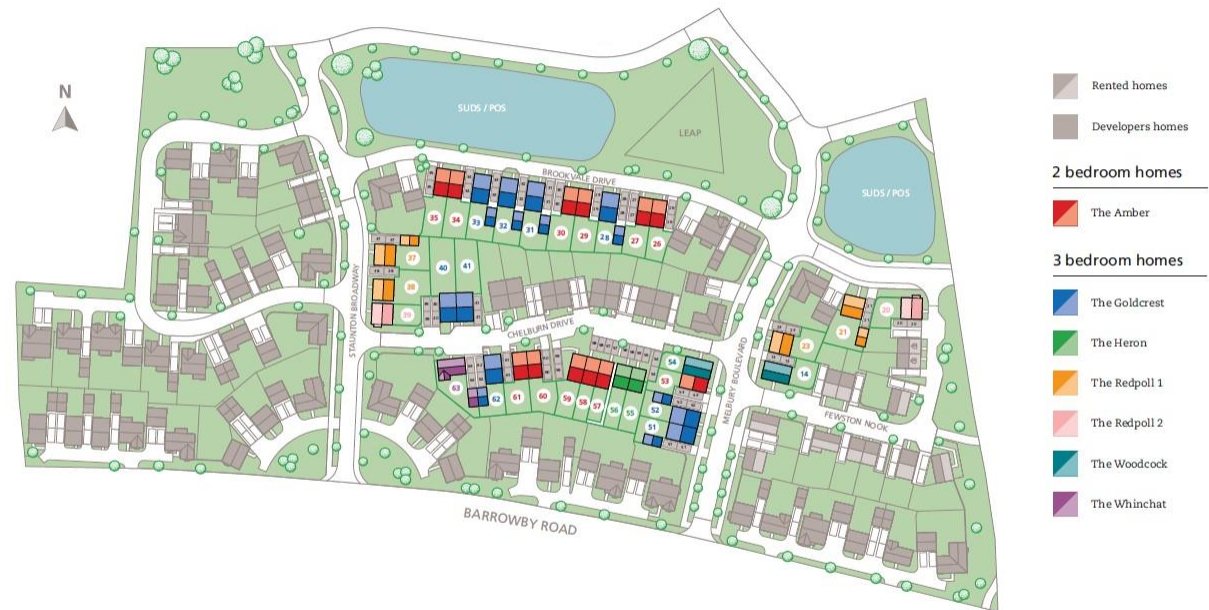 N
SUDS / POS
LEAP
SUDS / POS
BROOKVALE DRIVE
35
34
33
32
31
30
29
28
27
26
37
40
41
38
39
STAUNTON BROADWAY
CHELBURN DRIVE
MELBURY BOULEVARD
20
21
23
14
54
53
63
62
61
60
59
58
57
56
55
52
51
FEWSTON NOOK
BARROWBY ROAD
Rented homes
Developers homes
2 bedroom homes
The Amber
3 bedroom homes
The Goldcrest
The Heron
The Redpoll 1
The Redpoll 2
The Woodcock
The Whinchat